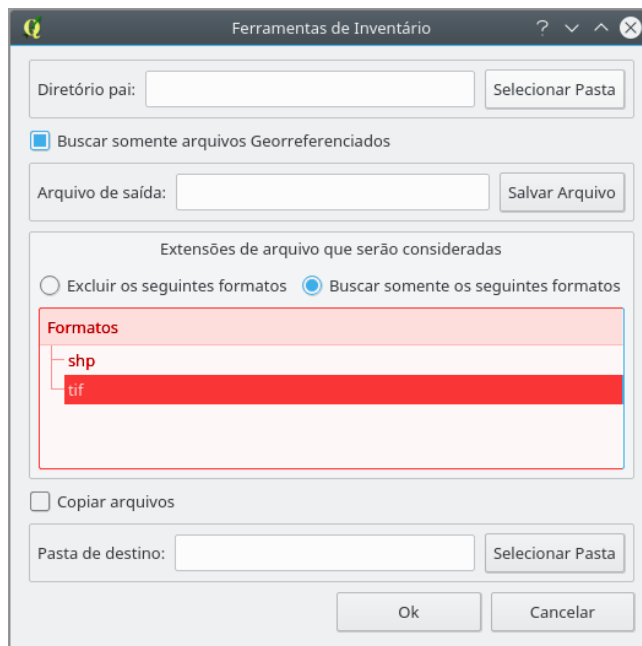 Ferramentas de Inventário
Diretório pai: Selecionar Pasta
Buscar somente arquivos Georreferenciados
Arquivo de saída: Salvar Arquivo
Extensões de arquivo que serão consideradas
Excluir os seguintes formatos Buscar somente os seguintes formatos
Formatos
shp
tif
Copiar arquivos
Pasta de destino: Selecionar Pasta
Ok Cancelar